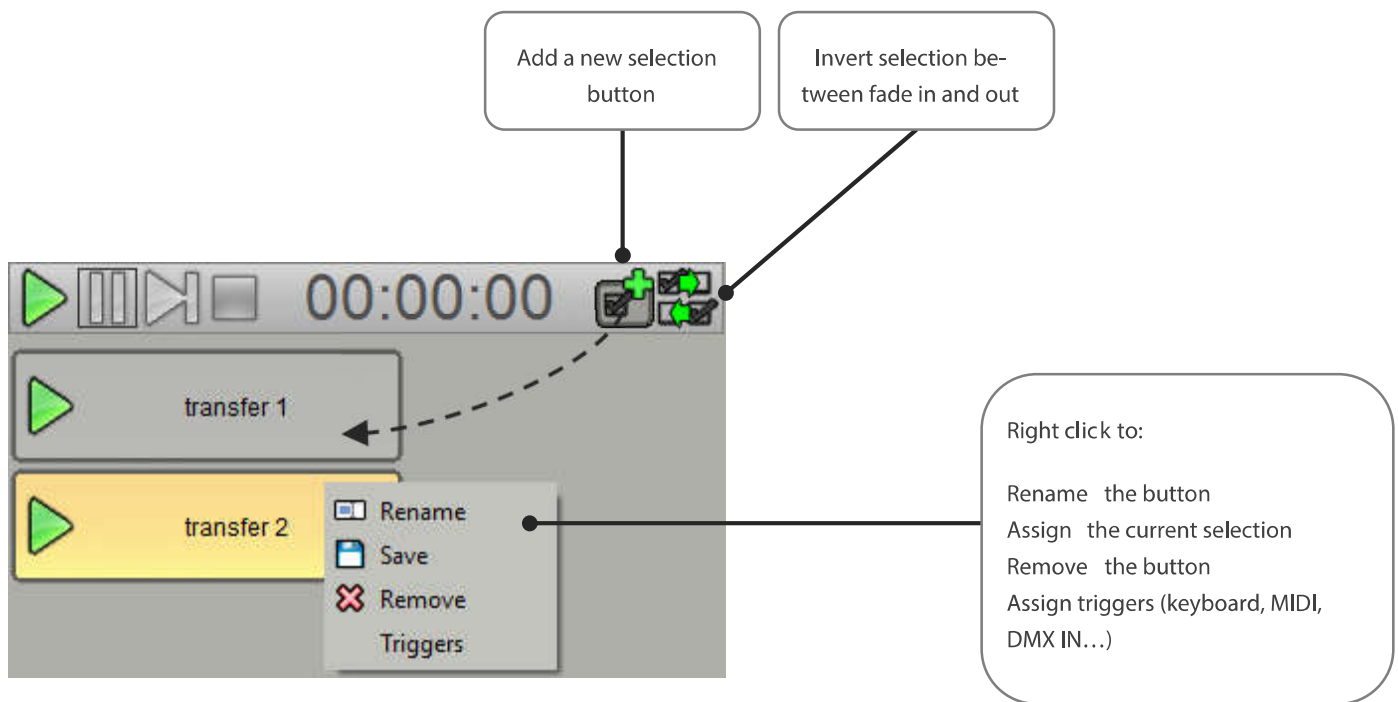 Add a new selection
button
Invert selection be-
tween fade in and out
00:00:00
transfer 1
transfer 2
Rename
Save
Remove
Triggers
Right click to:
Rename the button
Assign the current selection
Remove the button
Assign triggers (keyboard, MIDI,
DMX IN...)